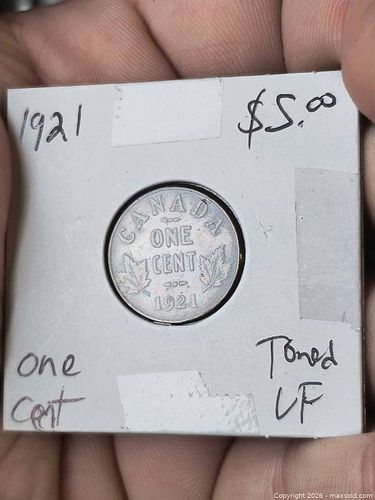 1921
$5.00
CANADA
ONE
CENT
1921
one
cent
Toned
VF
Copyright 2026 - maxsold.com